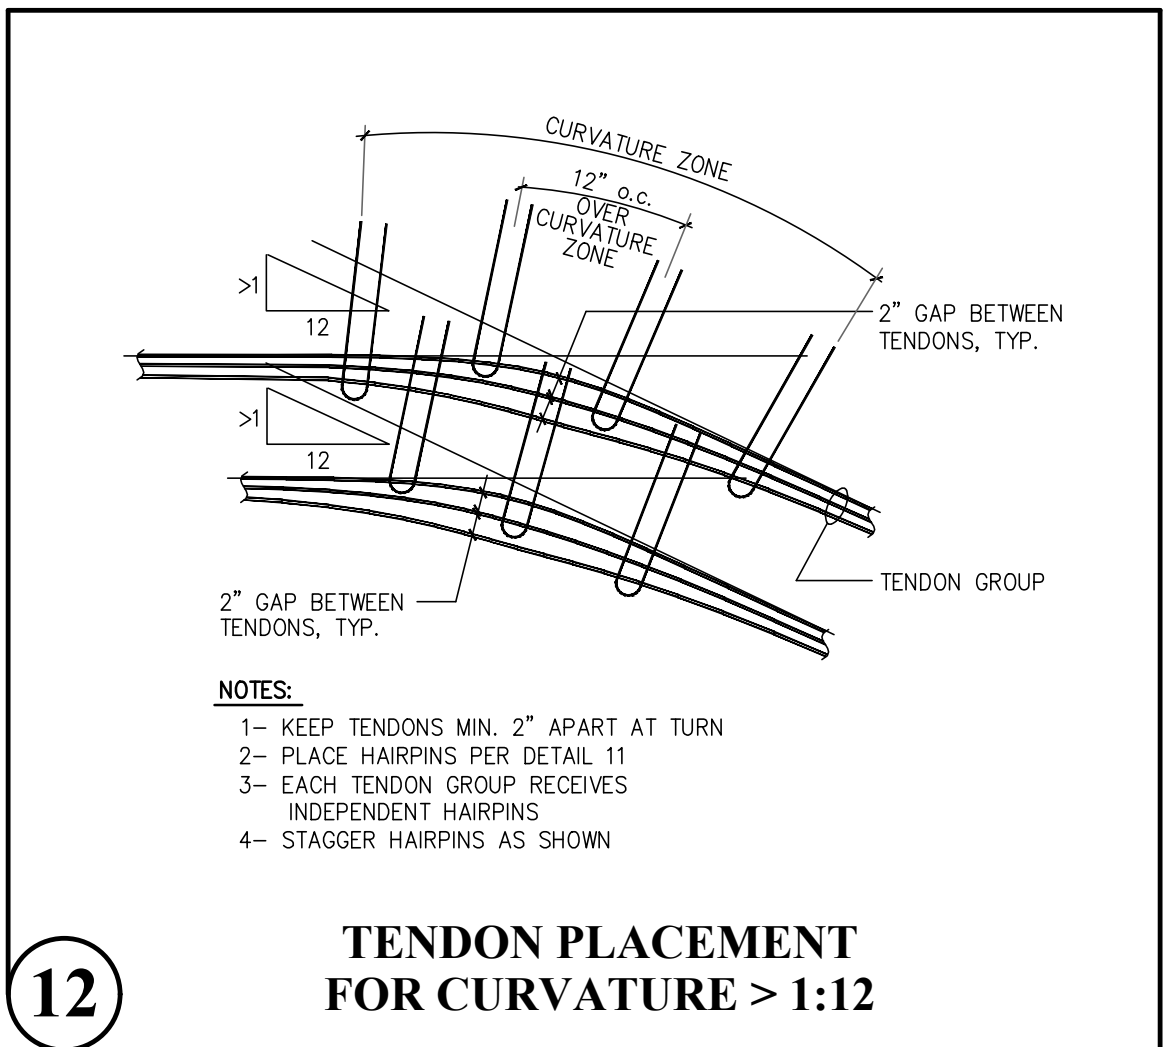 CURVATURE ZONE
12” o.c.
OVER
CURVATURE
ZONE
>1
12
2” GAP BETWEEN
TENDONS, TYP.
>1
12
TENDON GROUP
2” GAP BETWEEN
TENDONS, TYP.
NOTES:
1– KEEP TENDONS MIN. 2” APART AT TURN
2– PLACE HAIRPINS PER DETAIL 11
3– EACH TENDON GROUP RECEIVES
INDEPENDENT HAIRPINS
4– STAGGER HAIRPINS AS SHOWN
12
TENDON PLACEMENT
FOR CURVATURE > 1:12